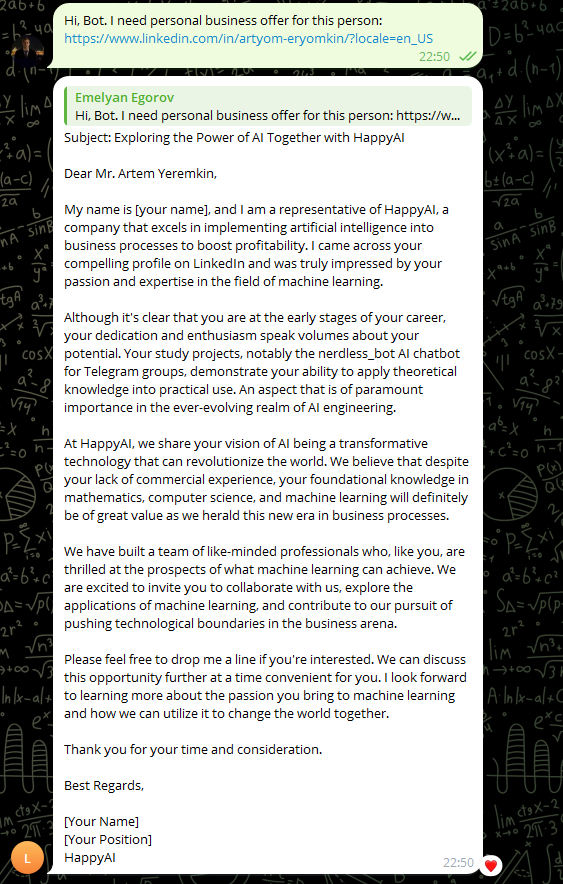 Hi, Bot. I need personal business offer for this person:
https://www.linkedin.com/in/artyom-eryomkin/?locale=en_US
22:50
Emelyan Egorov
Hi, Bot. I need personal business offer for this person: https://w...
Subject: Exploring the Power of AI Together with HappyAI
Dear Mr. Artem Yeremkin,
My name is [your name], and I am a representative of HappyAI, a
company that excels in implementing artificial intelligence into
business processes to boost profitability. I came across your
compelling profile on LinkedIn and was truly impressed by your
passion and expertise in the field of machine learning.
Although it's clear that you are at the early stages of your career,
your dedication and enthusiasm speak volumes about your
potential. Your study projects, notably the nerdless_bot AI chatbot
for Telegram groups, demonstrate your ability to apply theoretical
knowledge into practical use. An aspect that is of paramount
importance in the ever-evolving realm of AI engineering.
At HappyAI, we share your vision of AI being a transformative
technology that can revolutionize the world. We believe that despite
your lack of commercial experience, your foundational knowledge in
mathematics, computer science, and machine learning will definitely
be of great value as we herald this new era in business processes.
We have built a team of like-minded professionals who, like you, are
thrilled at the prospects of what machine learning can achieve. We
are excited to invite you to collaborate with us, explore the
applications of machine learning, and contribute to our pursuit of
pushing technological boundaries in the business arena.
Please feel free to drop me a line if you're interested. We can discuss
this opportunity further at a time convenient for you. I look forward
to learning more about the passion you bring to machine learning
and how we can utilize it to change the world together.
Thank you for your time and consideration.
Best Regards,
[Your Name]
[Your Position]
HappyAI
22:50
L